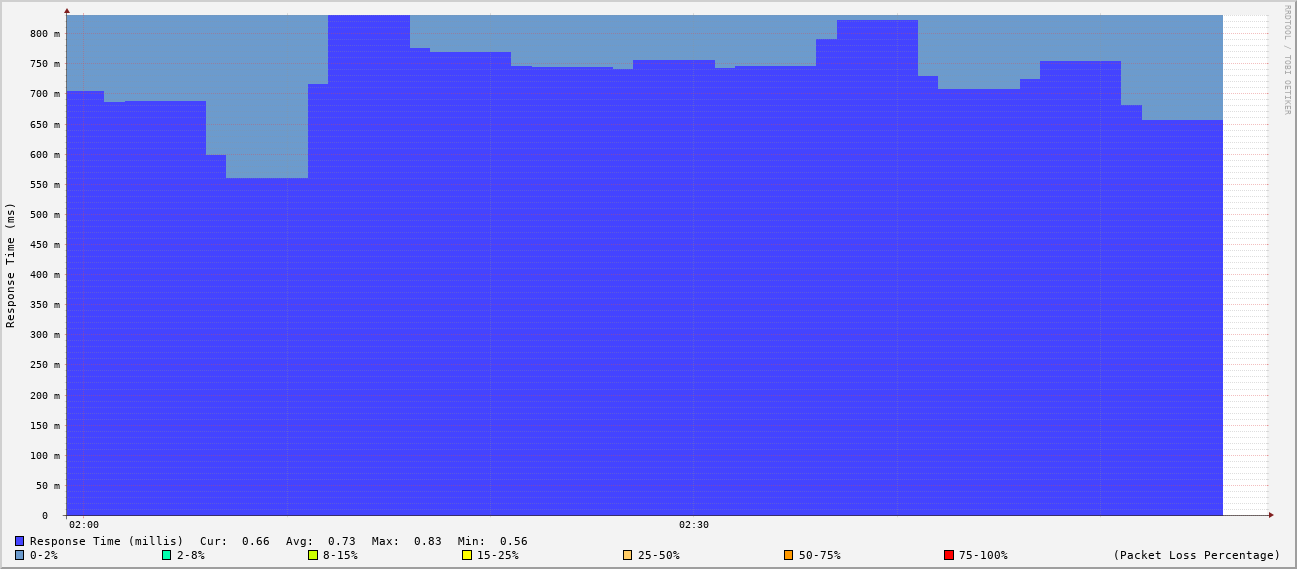 RRDTOOL / TOBI OETIKER
Response Time (ms)
800 m
750 m
700 m
650 m
600 m
550 m
500 m
450 m
400 m
350 m
300 m
250 m
200 m
150 m
100 m
50 m
0
02:00 02:30
Response Time (millis) Cur: 0.66 Avg: 0.73 Max: 0.83 Min: 0.56
0-2% 2-8% 8-15% 15-25% 25-50% 50-75% 75-100% (Packet Loss Percentage)